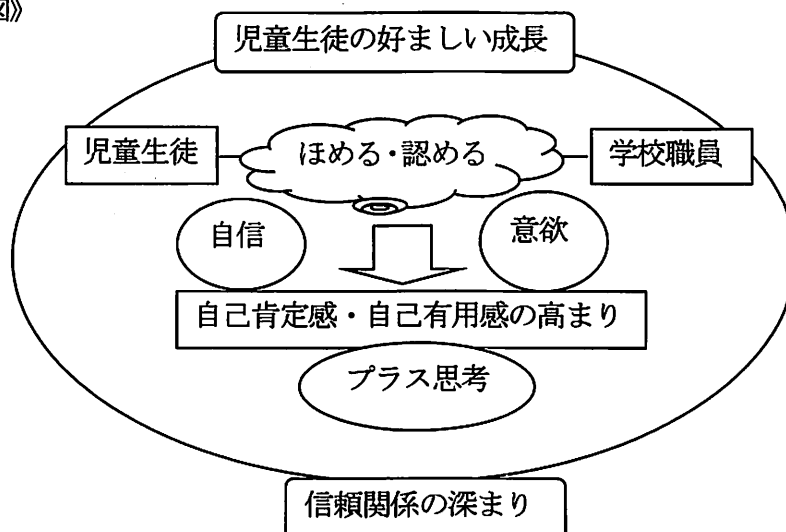 図》
児童生徒の好ましい成長
児童生徒
ほめる・認める
学校職員
自信
意欲
自己肯定感・自己有用感の高まり
プラス思考
信頼関係の深まり